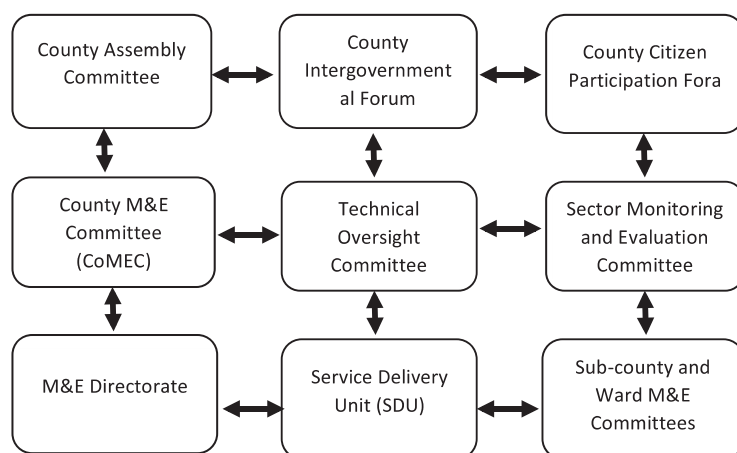 County Assembly
Committee
County
Intergovernment
al Forum
County Citizen
Participation Fora
County M&E
Committee
(CoMEC)
Technical
Oversight
Committee
Sector Monitoring
and Evaluation
Committee
M&E Directorate
Service Delivery
Unit (SDU)
Sub-county and
Ward M&E
Committees